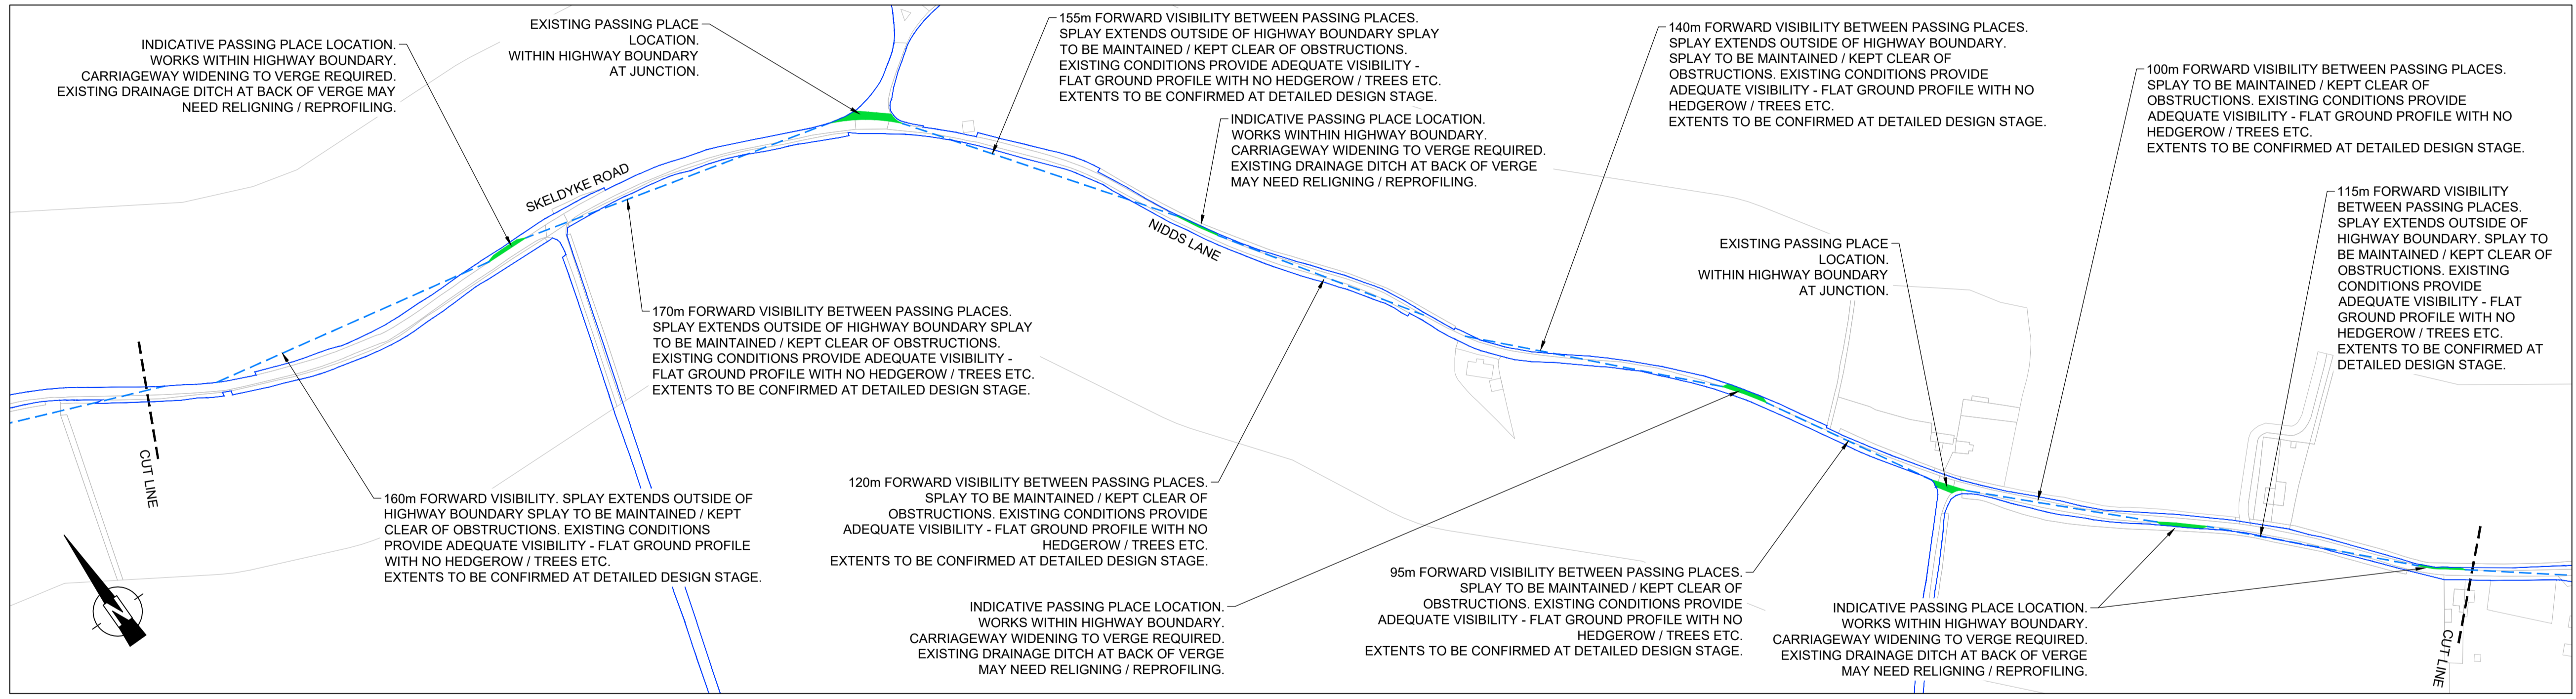 INDICATIVE PASSING PLACE LOCATION.
WORKS WITHIN HIGHWAY BOUNDARY.
CARRIAGEWAY WIDENING TO VERGE REQUIRED.
EXISTING DRAINAGE DITCH AT BACK OF VERGE MAY
NEED RELIGNING / REPROFILING.
EXISTING PASSING PLACE
LOCATION.
WITHIN HIGHWAY BOUNDARY
AT JUNCTION.
155m FORWARD VISIBILITY BETWEEN PASSING PLACES.
SPLAY EXTENDS OUTSIDE OF HIGHWAY BOUNDARY SPLAY
TO BE MAINTAINED / KEPT CLEAR OF OBSTRUCTIONS.
EXISTING CONDITIONS PROVIDE ADEQUATE VISIBILITY -
FLAT GROUND PROFILE WITH NO HEDGEROW / TREES ETC.
EXTENTS TO BE CONFIRMED AT DETAILED DESIGN STAGE.
INDICATIVE PASSING PLACE LOCATION.
WORKS WINTHIN HIGHWAY BOUNDARY.
CARRIAGEWAY WIDENING TO VERGE REQUIRED.
EXISTING DRAINAGE DITCH AT BACK OF VERGE
MAY NEED RELIGNING / REPROFILING.
140m FORWARD VISIBILITY BETWEEN PASSING PLACES.
SPLAY EXTENDS OUTSIDE OF HIGHWAY BOUNDARY.
SPLAY TO BE MAINTAINED / KEPT CLEAR OF
OBSTRUCTIONS. EXISTING CONDITIONS PROVIDE
ADEQUATE VISIBILITY - FLAT GROUND PROFILE WITH NO
HEDGEROW / TREES ETC.
EXTENTS TO BE CONFIRMED AT DETAILED DESIGN STAGE.
100m FORWARD VISIBILITY BETWEEN PASSING PLACES.
SPLAY TO BE MAINTAINED / KEPT CLEAR OF
OBSTRUCTIONS. EXISTING CONDITIONS PROVIDE
ADEQUATE VISIBILITY - FLAT GROUND PROFILE WITH NO
HEDGEROW / TREES ETC.
EXTENTS TO BE CONFIRMED AT DETAILED DESIGN STAGE.
115m FORWARD VISIBILITY
BETWEEN PASSING PLACES.
SPLAY EXTENDS OUTSIDE OF
HIGHWAY BOUNDARY. SPLAY TO
BE MAINTAINED / KEPT CLEAR OF
OBSTRUCTIONS. EXISTING
CONDITIONS PROVIDE
ADEQUATE VISIBILITY - FLAT
GROUND PROFILE WITH NO
HEDGEROW / TREES ETC.
EXTENTS TO BE CONFIRMED AT
DETAILED DESIGN STAGE.
SKELDYKE ROAD
NIDDS LANE
EXISTING PASSING PLACE
LOCATION.
WITHIN HIGHWAY BOUNDARY
AT JUNCTION.
170m FORWARD VISIBILITY BETWEEN PASSING PLACES.
SPLAY EXTENDS OUTSIDE OF HIGHWAY BOUNDARY SPLAY
TO BE MAINTAINED / KEPT CLEAR OF OBSTRUCTIONS.
EXISTING CONDITIONS PROVIDE ADEQUATE VISIBILITY -
FLAT GROUND PROFILE WITH NO HEDGEROW / TREES ETC.
EXTENTS TO BE CONFIRMED AT DETAILED DESIGN STAGE.
CUT LINE
160m FORWARD VISIBILITY. SPLAY EXTENDS OUTSIDE OF
HIGHWAY BOUNDARY SPLAY TO BE MAINTAINED / KEPT
CLEAR OF OBSTRUCTIONS. EXISTING CONDITIONS
PROVIDE ADEQUATE VISIBILITY - FLAT GROUND PROFILE
WITH NO HEDGEROW / TREES ETC.
EXTENTS TO BE CONFIRMED AT DETAILED DESIGN STAGE.
120m FORWARD VISIBILITY BETWEEN PASSING PLACES.
SPLAY TO BE MAINTAINED / KEPT CLEAR OF
OBSTRUCTIONS. EXISTING CONDITIONS PROVIDE
ADEQUATE VISIBILITY - FLAT GROUND PROFILE WITH NO
HEDGEROW / TREES ETC.
EXTENTS TO BE CONFIRMED AT DETAILED DESIGN STAGE.
INDICATIVE PASSING PLACE LOCATION.
WORKS WITHIN HIGHWAY BOUNDARY.
CARRIAGEWAY WIDENING TO VERGE REQUIRED.
EXISTING DRAINAGE DITCH AT BACK OF VERGE
MAY NEED RELIGNING / REPROFILING.
95m FORWARD VISIBILITY BETWEEN PASSING PLACES.
SPLAY TO BE MAINTAINED / KEPT CLEAR OF
OBSTRUCTIONS. EXISTING CONDITIONS PROVIDE
ADEQUATE VISIBILITY - FLAT GROUND PROFILE WITH NO
HEDGEROW / TREES ETC.
EXTENTS TO BE CONFIRMED AT DETAILED DESIGN STAGE.
INDICATIVE PASSING PLACE LOCATION.
WORKS WITHIN HIGHWAY BOUNDARY.
CARRIAGEWAY WIDENING TO VERGE REQUIRED.
EXISTING DRAINAGE DITCH AT BACK OF VERGE
MAY NEED RELIGNING / REPROFILING.
CUT LINE
N